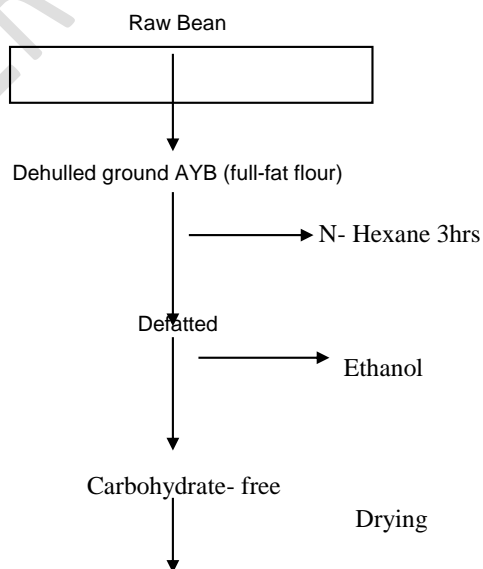 Raw Bean
Dehulled ground AYB (full-fat flour)
N- Hexane 3hrs
Defatted
Ethanol
Carbohydrate- free
Drying